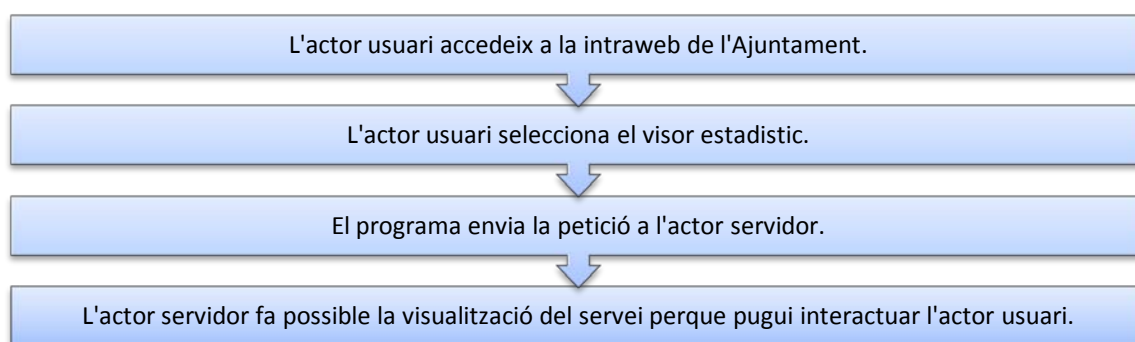 L'actor usuari accedeix a la intraweb de l'Ajuntament.
L'actor usuari selecciona el visor estadistic.
El programa envia la petició a l'actor servidor.
L'actor servidor fa possible la visualització del servei perque pugui interactuar l'actor usuari.